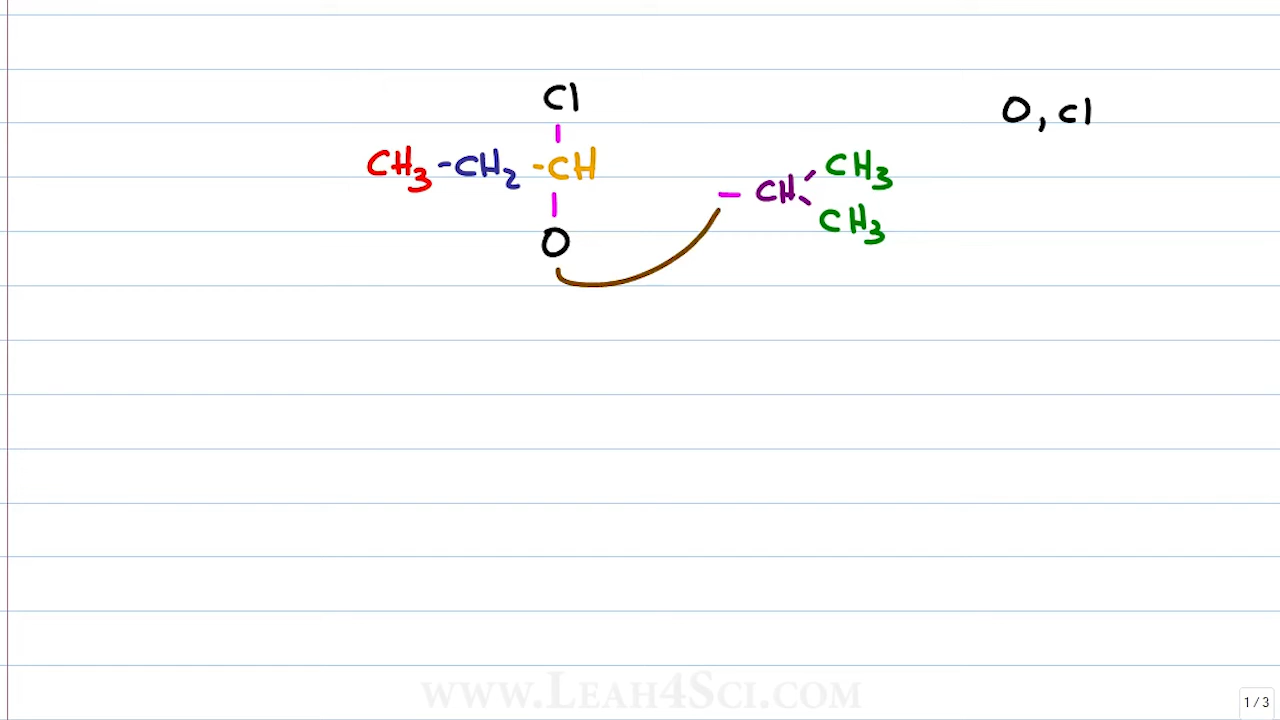 Cl
O, Cl
CH3-CH2-CH
CH3
-CH
CH3
O
www.Leah4Sci.com
1 / 3